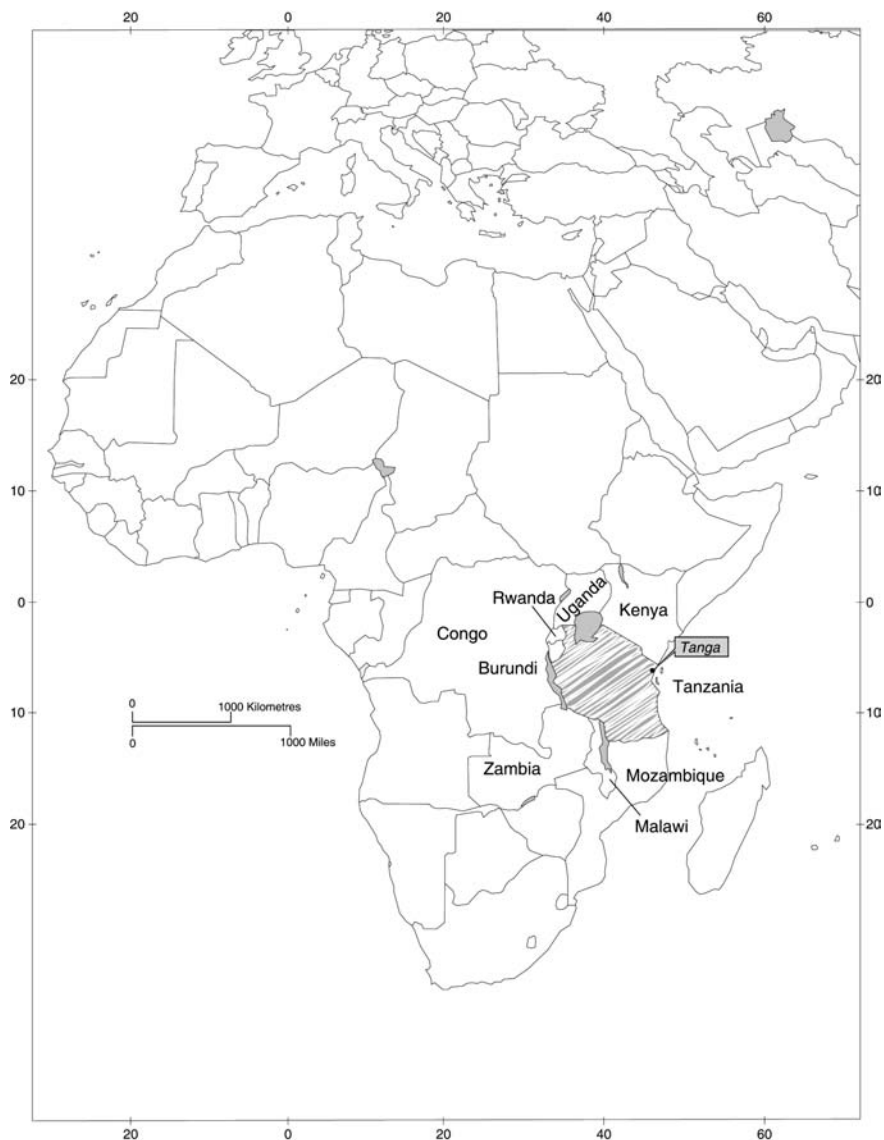 20 0 20 40 60
20 20
10 10
0 0
Rwanda
Uganda
Kenya
Congo
Tanga
Burundi
Tanzania
10 10
0 1000 Kilometres
0 1000 Miles
Zambia
Mozambique
Malawi
20 20
20 0 20 40 60